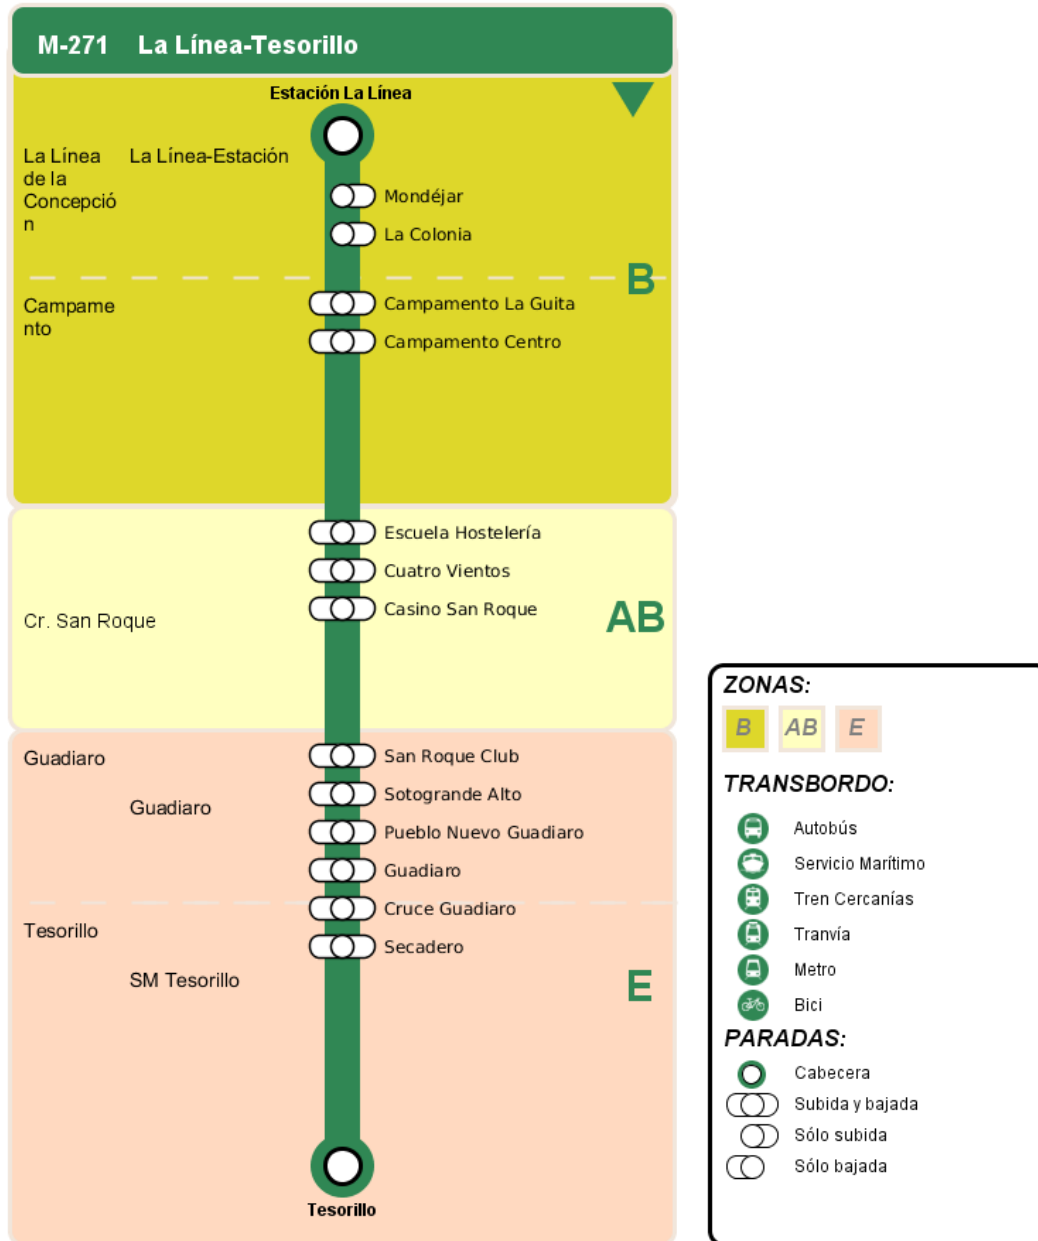 M-271 La Línea-Tesorillo
Estación La Línea
La Línea
de la
Concepció
n
La Línea-Estación
Mondéjar
La Colonia
B
Campame
nto
Campamento La Guita
Campamento Centro
Escuela Hostelería
Cuatro Vientos
Casino San Roque
Cr. San Roque
AB
Guadiaro
Guadiaro
San Roque Club
Sotogrande Alto
Pueblo Nuevo Guadiaro
Guadiaro
Cruce Guadiaro
Tesorillo
Secadero
SM Tesorillo
E
Tesorillo
ZONAS:
B AB E
TRANSBORDO:
Autobús
Servicio Marítimo
Tren Cercanías
Tranvía
Metro
Bici
PARADAS:
Cabecera
Subida y bajada
Sólo subida
Sólo bajada